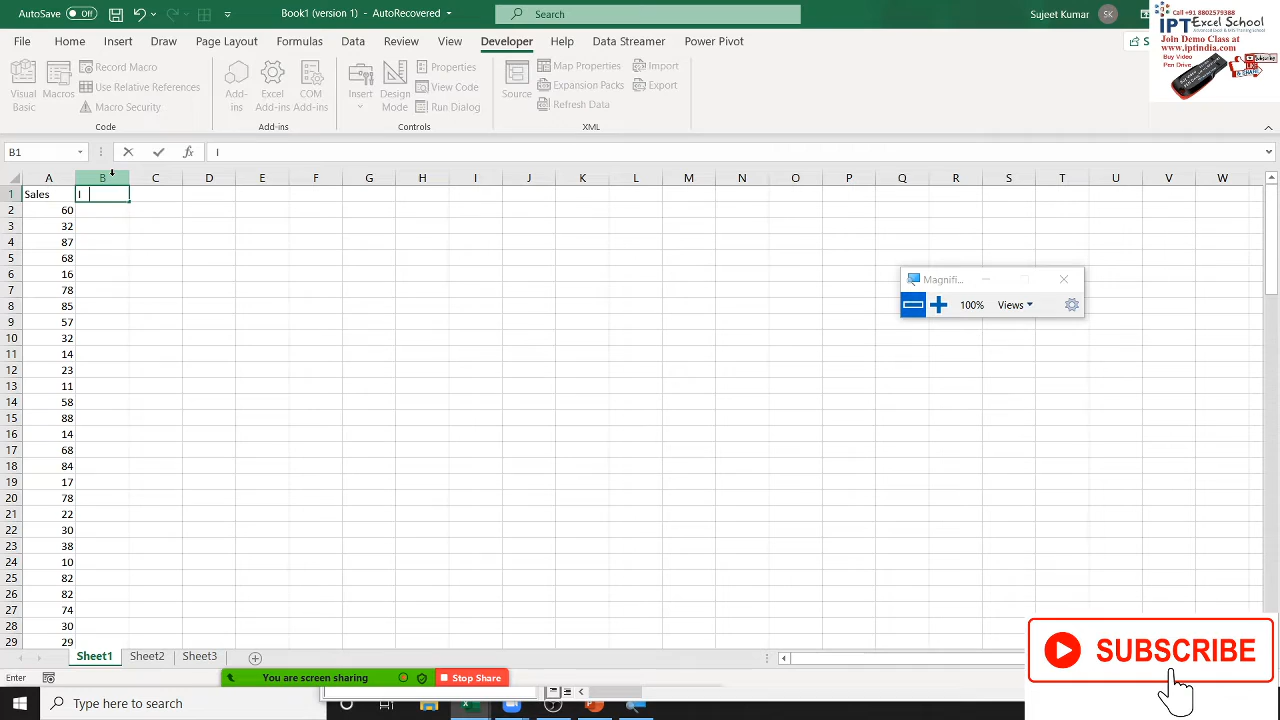 AutoSave
Book1 (version 1) - AutoRecovered
Search
Sujeet Kumar
SK
Call +91 8802579388
IPT Excel School
Advanced Excel & MIS Training School
Join Demo Class at
www.iptindia.com
Buy Video
Pen Drive
File Home Insert Draw Page Layout Formulas Data Review View Developer Help Data Streamer Power Pivot
S
Visual Basic
Macros
Record Macro
Use Relative References
Macro Security
Code
Add-ins
Excel Add-ins
COM Add-ins
Add-ins
Insert
Design Mode
Properties
View Code
Run Dialog
Controls
Source
Map Properties
Expansion Packs
Refresh Data
Import
Export
XML
B1
fx
I
A B C D E F G H I J K L M N O P Q R S T U V W
1 Sales I
2 60
3 32
4 87
5 68
6 16
7 78
8 85
9 57
10 32
11 14
12 23
13 11
14 58
15 88
16 14
17 68
18 84
19 17
20 78
21 22
22 30
23 38
24 10
25 82
26 82
27 74
28 30
29 29
Magnifi...
100%
Views
Sheet1 Sheet2 Sheet3
Enter
You are screen sharing
Stop Share
SUBSCRIBE
Type here to search